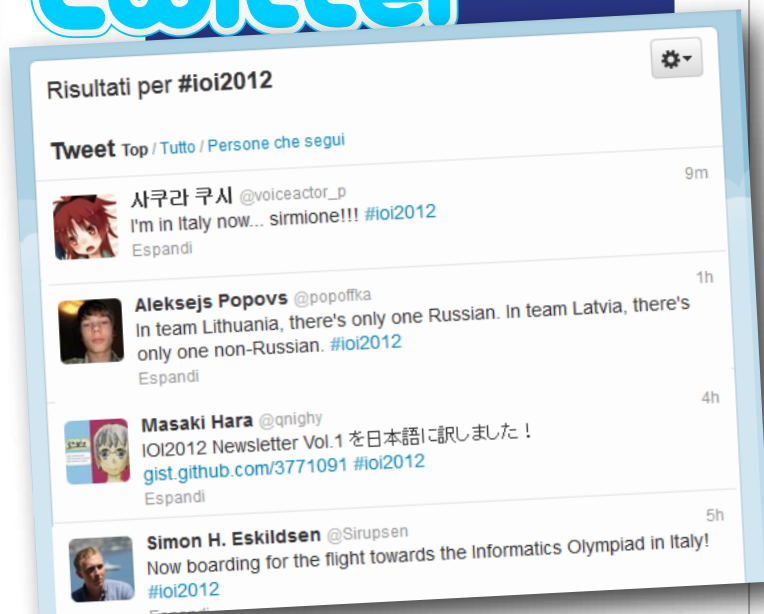 twitter
Risultati per #ioi2012
Tweet Top / Tutto / Persone che segui
사쿠라 쿠시 @voiceactor_p 9m
I'm in Italy now... sirmione!!! #ioi2012
Espandi
Aleksejs Popovs @popoffka 1h
In team Lithuania, there's only one Russian. In team Latvia, there's
only one non-Russian. #ioi2012
Espandi
Masaki Hara @qnighy 4h
IOI2012 Newsletter Vol.1 を日本語に訳しました！
gist.github.com/3771091 #ioi2012
Espandi
Simon H. Eskildsen @Sirupsen 5h
Now boarding for the flight towards the Informatics Olympiad in Italy!
#ioi2012
Espandi